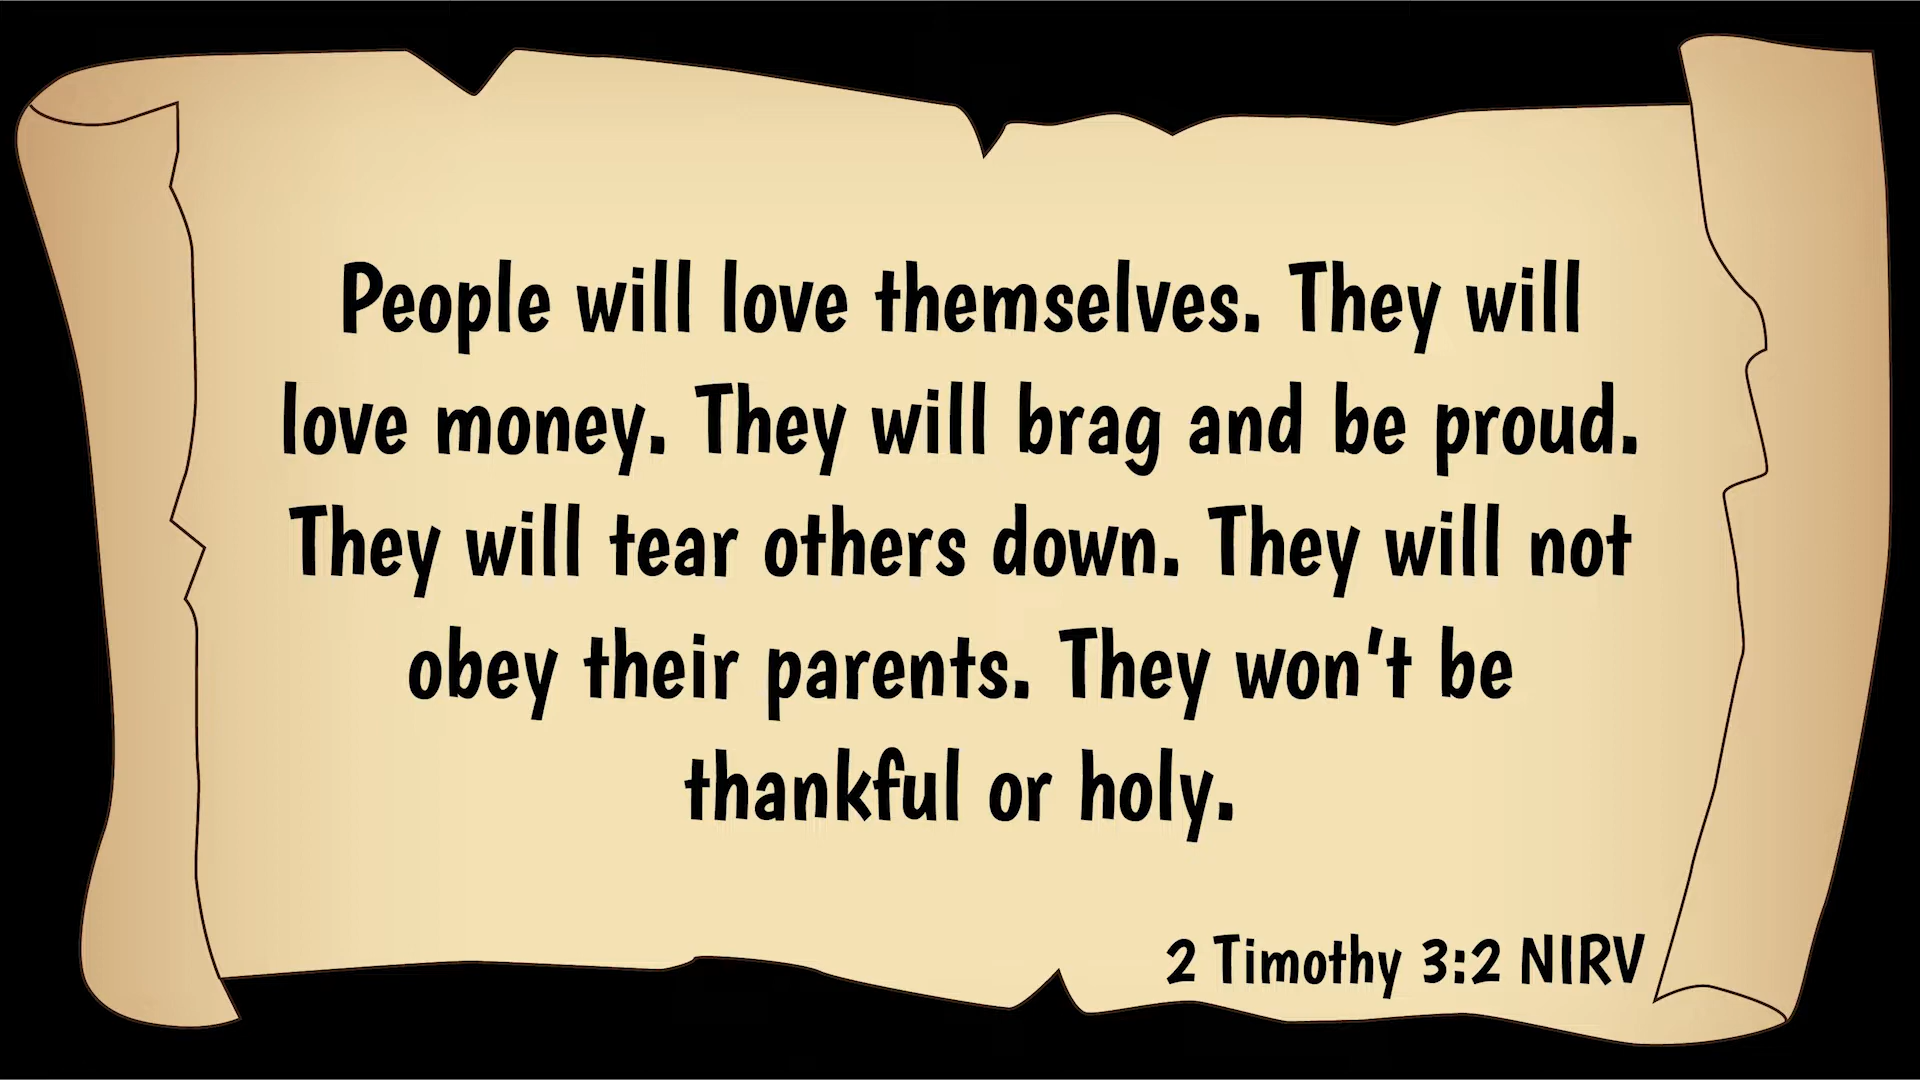 People will love themselves. They will
love money. They will brag and be proud.
They will tear others down. They will not
obey their parents. They won't be
thankful or holy.
2 Timothy 3:2 NIRV